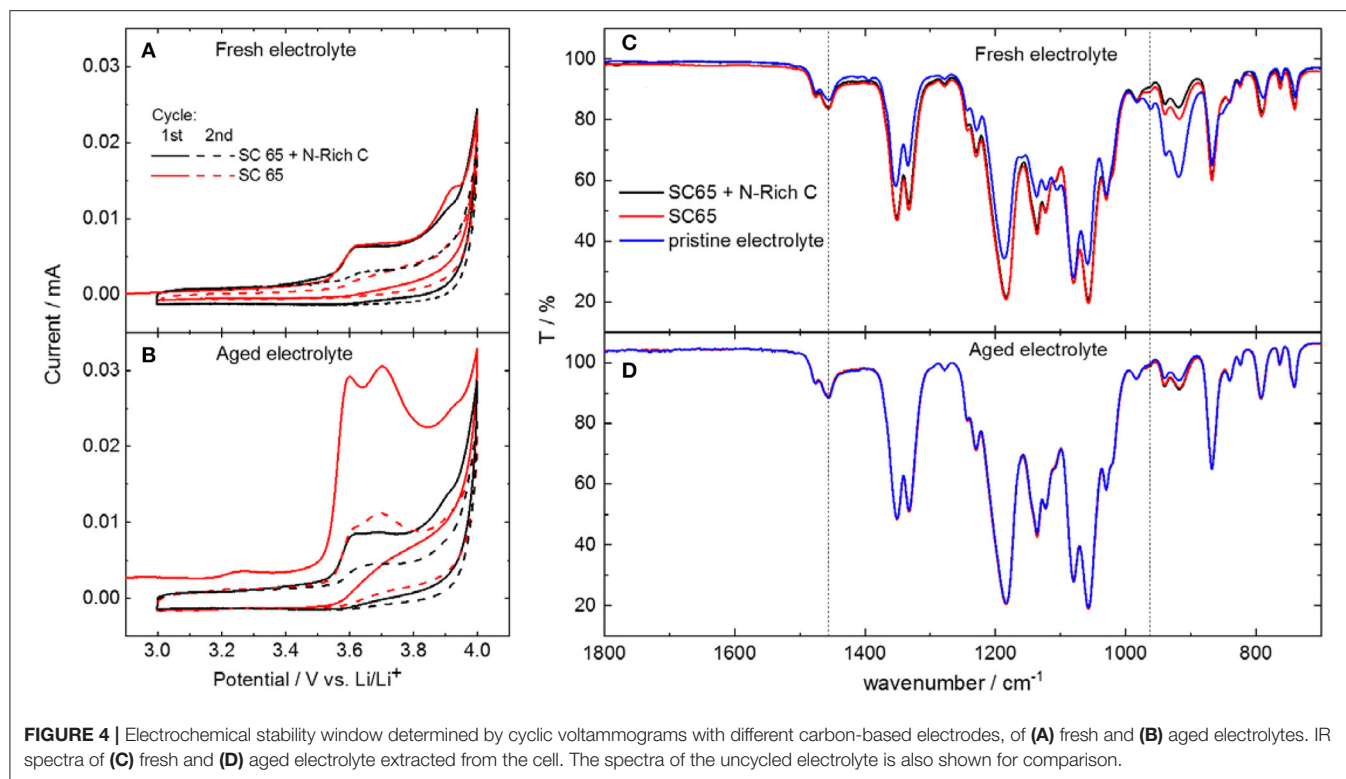 A
Fresh electrolyte
0.03
0.02
0.01
0.00
Cycle:
1st 2nd
SC 65 + N-Rich C
SC 65
B
Aged electrolyte
0.03
0.02
0.01
0.00
Current / mA
3.0 3.2 3.4 3.6 3.8 4.0
Potential / V vs. Li/Li⁺
C
Fresh electrolyte
100
80
60
40
20
SC65 + N-Rich C
SC65
pristine electrolyte
T / %
D
Aged electrolyte
100
80
60
40
20
1800 1600 1400 1200 1000 800
wavenumber / cm⁻¹
FIGURE 4 | Electrochemical stability window determined by cyclic voltammograms with different carbon-based electrodes, of (A) fresh and (B) aged electrolytes. IR
spectra of (C) fresh and (D) aged electrolyte extracted from the cell. The spectra of the uncycled electrolyte is also shown for comparison.